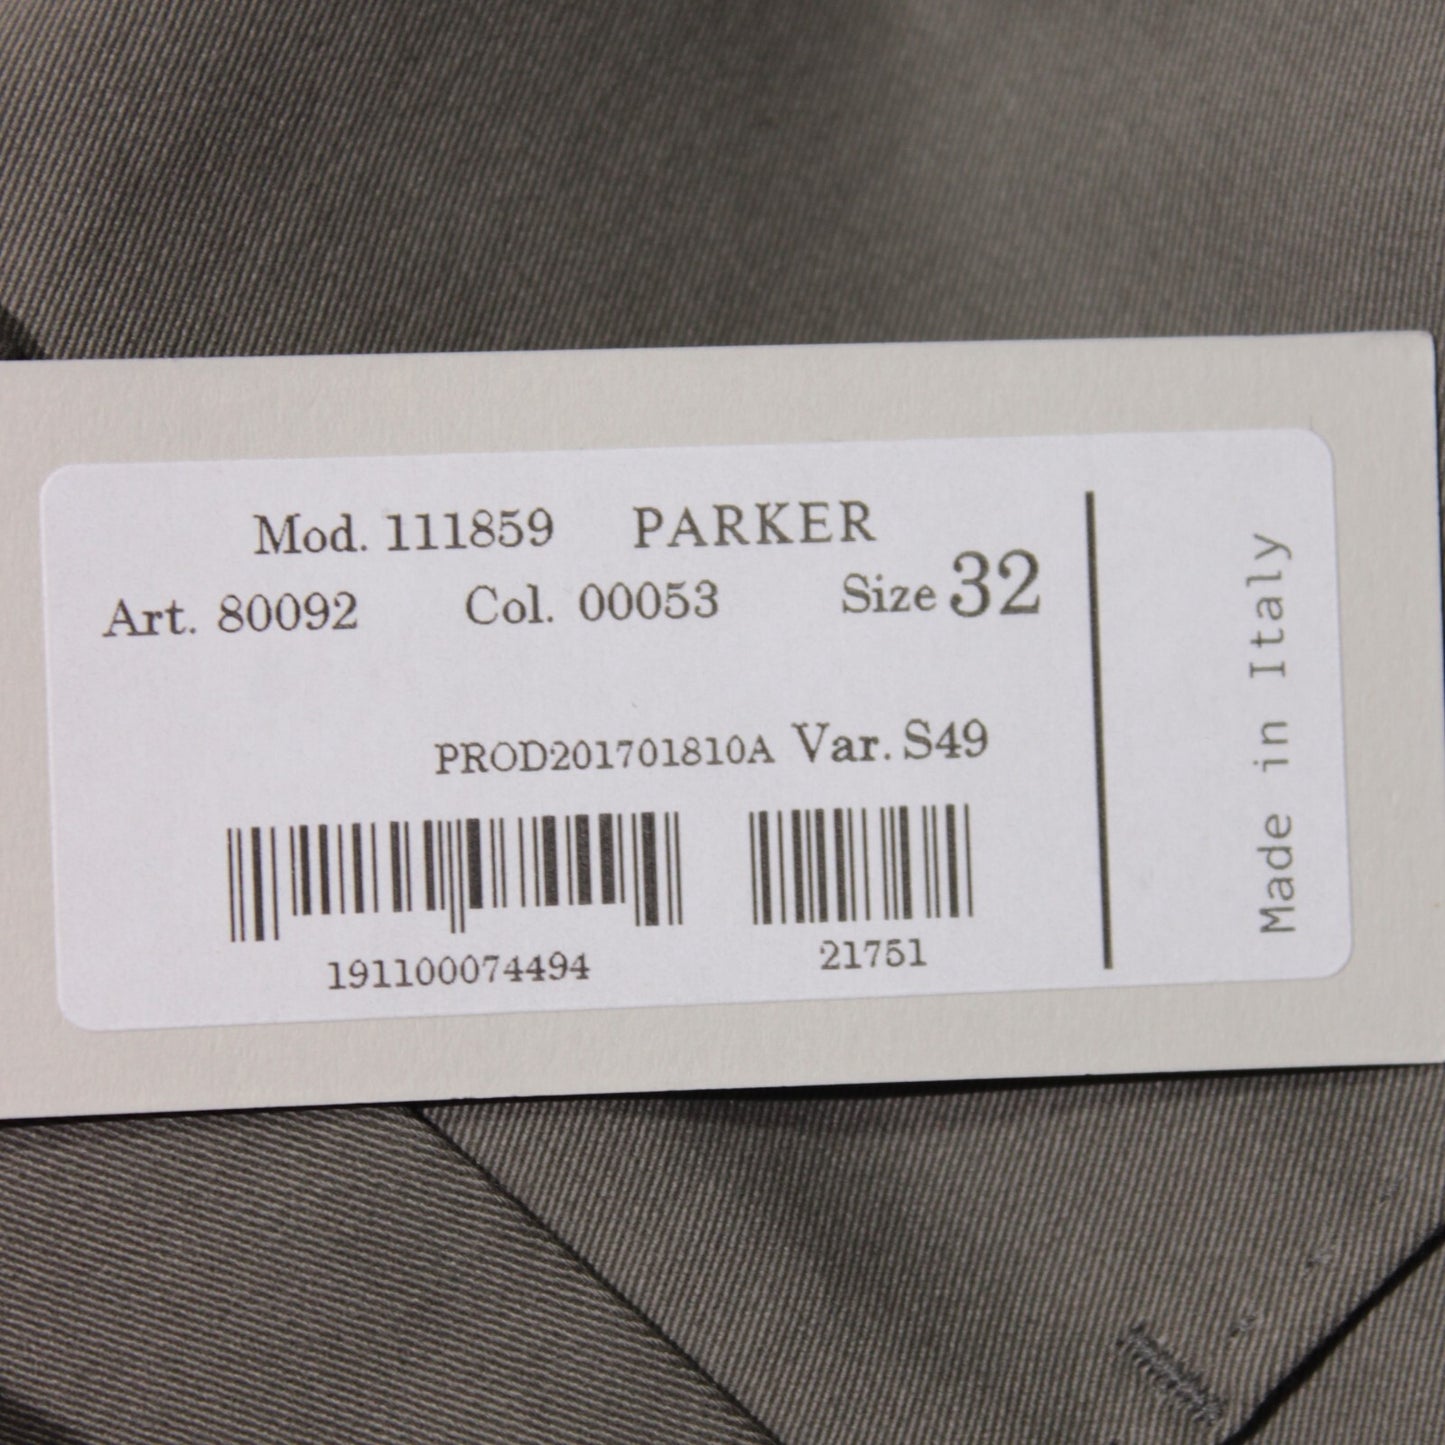 Mod. 111859 PARKER
Art. 80092 Col. 00053 Size 32
PROD201701810A Var. S49
191100074494 21751
Made in Italy